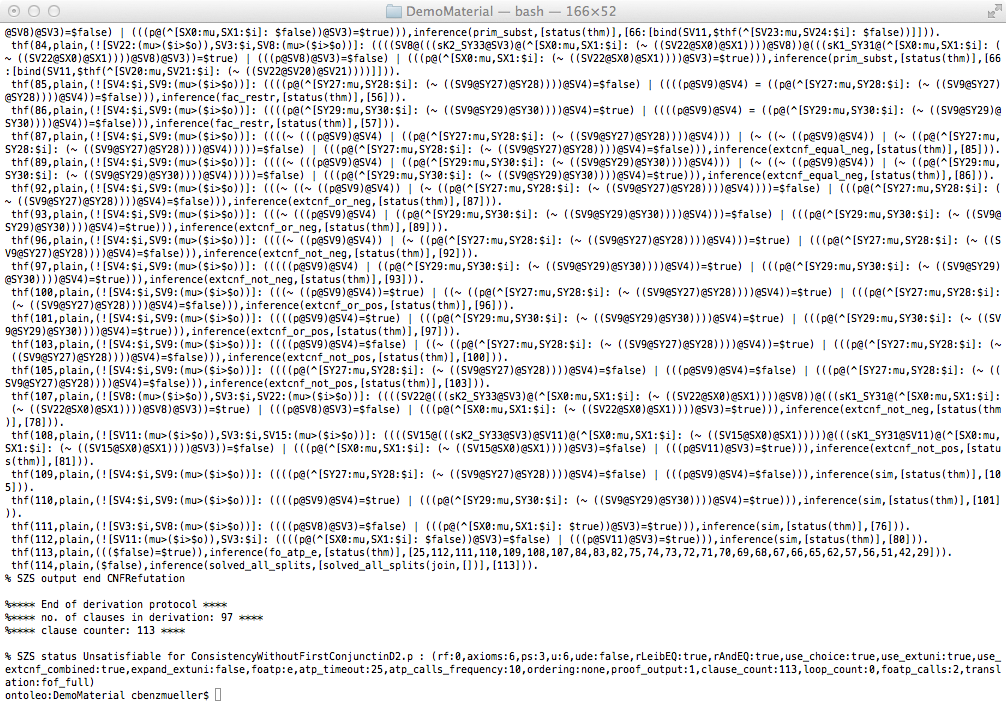 DemoMaterial — bash — 166×52
@SV8)@SV3)=$false) | (((p@(^[SX0:mu,SX1:$i]: $false))@SV3)=$true))),inference(prim_subst,[status(thm)],[66:[bind(SV11,$thf(^[SV23:mu,SV24:$i]: $false))]])).
thf(84,plain,(![SV22:(mu>($i>$o)),SV3:$i,SV8:(mu>($i>$o))]: ((((SV8@(((sK2_SY33@SV3)@(^[SX0:mu,SX1:$i]: (~ ((SV22@SX0)@SX1))))@SV8))@(((sK1_SY31@(^[SX0:mu,SX1:$i]: (
~ ((SV22@SX0)@SX1))))@SV8)@SV3))=$true) | (((p@SV8)@SV3)=$false) | (((p@(^[SX0:mu,SX1:$i]: (~ ((SV22@SX0)@SX1))))@SV3)=$true))),inference(prim_subst,[status(thm)],[66
:[bind(SV11,$thf(^[SV20:mu,SV21:$i]: (~ ((SV22@SV20)@SV21))))]])).
thf(85,plain,(![SV4:$i,SV9:(mu>($i>$o))]: ((((p@(^[SY27:mu,SY28:$i]: (~ ((SV9@SY27)@SY28))))@SV4)=$false) | ((((p@SV9)@SV4) = ((p@(^[SY27:mu,SY28:$i]: (~ ((SV9@SY27)@
SY28))))@SV4))=$false))),inference(fac_restr,[status(thm)],[56])).
thf(86,plain,(![SV4:$i,SV9:(mu>($i>$o))]: ((((p@(^[SY29:mu,SY30:$i]: (~ ((SV9@SY29)@SY30))))@SV4)=$true) | ((((p@SV9)@SV4) = ((p@(^[SY29:mu,SY30:$i]: (~ ((SV9@SY29)@
SY30))))@SV4))=$false))),inference(fac_restr,[status(thm)],[57])).
thf(87,plain,(![SV4:$i,SV9:(mu>($i>$o))]: ((((~ (((p@SV9)@SV4) | ((p@(^[SY27:mu,SY28:$i]: (~ ((SV9@SY27)@SY28))))@SV4))) | (~ ((~ ((p@SV9)@SV4)) | (~ ((p@(^[SY27:mu,
SY28:$i]: (~ ((SV9@SY27)@SY28))))@SV4)))))=$false) | (((p@(^[SY27:mu,SY28:$i]: (~ ((SV9@SY27)@SY28))))@SV4)=$false))),inference(extcnf_equal_neg,[status(thm)],[85])).
thf(89,plain,(![SV4:$i,SV9:(mu>($i>$o))]: ((((~ (((p@SV9)@SV4) | ((p@(^[SY29:mu,SY30:$i]: (~ ((SV9@SY29)@SY30))))@SV4))) | (~ ((~ ((p@SV9)@SV4)) | (~ ((p@(^[SY29:mu,
SY30:$i]: (~ ((SV9@SY29)@SY30))))@SV4)))))=$false) | (((p@(^[SY29:mu,SY30:$i]: (~ ((SV9@SY29)@SY30))))@SV4)=$true))),inference(extcnf_equal_neg,[status(thm)],[86])).
thf(92,plain,(![SV4:$i,SV9:(mu>($i>$o))]: (((~ ((~ ((p@SV9)@SV4)) | (~ ((p@(^[SY27:mu,SY28:$i]: (~ ((SV9@SY27)@SY28))))@SV4))))=$false) | (((p@(^[SY27:mu,SY28:$i]: (
~ ((SV9@SY27)@SY28))))@SV4)=$false))),inference(extcnf_or_neg,[status(thm)],[87])).
thf(93,plain,(![SV4:$i,SV9:(mu>($i>$o))]: (((~ (((p@SV9)@SV4) | ((p@(^[SY29:mu,SY30:$i]: (~ ((SV9@SY29)@SY30))))@SV4)))=$false) | (((p@(^[SY29:mu,SY30:$i]: (~ ((SV9@
SY29)@SY30))))@SV4)=$true))),inference(extcnf_or_neg,[status(thm)],[89])).
thf(96,plain,(![SV4:$i,SV9:(mu>($i>$o))]: ((((~ ((p@SV9)@SV4)) | (~ ((p@(^[SY27:mu,SY28:$i]: (~ ((SV9@SY27)@SY28))))@SV4)))=$true) | (((p@(^[SY27:mu,SY28:$i]: (~ ((S
V9@SY27)@SY28))))@SV4)=$false))),inference(extcnf_not_neg,[status(thm)],[92])).
thf(97,plain,(![SV4:$i,SV9:(mu>($i>$o))]: (((((p@SV9)@SV4) | ((p@(^[SY29:mu,SY30:$i]: (~ ((SV9@SY29)@SY30))))@SV4))=$true) | (((p@(^[SY29:mu,SY30:$i]: (~ ((SV9@SY29)
@SY30))))@SV4)=$true))),inference(extcnf_not_neg,[status(thm)],[93])).
thf(100,plain,(![SV4:$i,SV9:(mu>($i>$o))]: (((~ ((p@SV9)@SV4))=$true) | ((~ ((p@(^[SY27:mu,SY28:$i]: (~ ((SV9@SY27)@SY28))))@SV4))=$true) | (((p@(^[SY27:mu,SY28:$i]:
(~ ((SV9@SY27)@SY28))))@SV4)=$false))),inference(extcnf_or_pos,[status(thm)],[96])).
thf(101,plain,(![SV4:$i,SV9:(mu>($i>$o))]: ((((p@SV9)@SV4)=$true) | (((p@(^[SY29:mu,SY30:$i]: (~ ((SV9@SY29)@SY30))))@SV4)=$true) | (((p@(^[SY29:mu,SY30:$i]: (~ ((SV
9@SY29)@SY30))))@SV4)=$true))),inference(extcnf_or_pos,[status(thm)],[97])).
thf(103,plain,(![SV4:$i,SV9:(mu>($i>$o))]: ((((p@SV9)@SV4)=$false) | ((~ ((p@(^[SY27:mu,SY28:$i]: (~ ((SV9@SY27)@SY28))))@SV4))=$true) | (((p@(^[SY27:mu,SY28:$i]: (~
((SV9@SY27)@SY28))))@SV4)=$false))),inference(extcnf_not_pos,[status(thm)],[100])).
thf(105,plain,(![SV4:$i,SV9:(mu>($i>$o))]: ((((p@(^[SY27:mu,SY28:$i]: (~ ((SV9@SY27)@SY28))))@SV4)=$false) | (((p@SV9)@SV4)=$false) | (((p@(^[SY27:mu,SY28:$i]: (~ ((
SV9@SY27)@SY28))))@SV4)=$false))),inference(extcnf_not_pos,[status(thm)],[103])).
thf(107,plain,(![SV8:(mu>($i>$o)),SV3:$i,SV22:(mu>($i>$o))]: ((((SV22@(((sK2_SY33@SV3)@(^[SX0:mu,SX1:$i]: (~ ((SV22@SX0)@SX1))))@SV8))@(((sK1_SY31@(^[SX0:mu,SX1:$i]:
(~ ((SV22@SX0)@SX1))))@SV8)@SV3))=$true) | (((p@SV8)@SV3)=$false) | (((p@(^[SX0:mu,SX1:$i]: (~ ((SV22@SX0)@SX1))))@SV3)=$true))),inference(extcnf_not_neg,[status(thm
)],[78])).
thf(108,plain,(![SV11:(mu>($i>$o)),SV3:$i,SV15:(mu>($i>$o))]: ((((SV15@(((sK2_SY33@SV3)@SV11)@(^[SX0:mu,SX1:$i]: (~ ((SV15@SX0)@SX1)))))@(((sK1_SY31@SV11)@(^[SX0:mu,
SX1:$i]: (~ ((SV15@SX0)@SX1))))@SV3))=$false) | (((p@(^[SX0:mu,SX1:$i]: (~ ((SV15@SX0)@SX1))))@SV3)=$false) | (((p@SV11)@SV3)=$true))),inference(extcnf_not_pos,[statu
s(thm)],[81])).
thf(109,plain,(![SV4:$i,SV9:(mu>($i>$o))]: ((((p@(^[SY27:mu,SY28:$i]: (~ ((SV9@SY27)@SY28))))@SV4)=$false) | (((p@SV9)@SV4)=$false))),inference(sim,[status(thm)],[10
5])).
thf(110,plain,(![SV4:$i,SV9:(mu>($i>$o))]: ((((p@SV9)@SV4)=$true) | (((p@(^[SY29:mu,SY30:$i]: (~ ((SV9@SY29)@SY30))))@SV4)=$true))),inference(sim,[status(thm)],[101]
)).
thf(111,plain,(![SV3:$i,SV8:(mu>($i>$o))]: ((((p@SV8)@SV3)=$false) | (((p@(^[SX0:mu,SX1:$i]: $true))@SV3)=$true))),inference(sim,[status(thm)],[76])).
thf(112,plain,(![SV11:(mu>($i>$o)),SV3:$i]: ((((p@(^[SX0:mu,SX1:$i]: $false))@SV3)=$false) | (((p@SV11)@SV3)=$true))),inference(sim,[status(thm)],[80])).
thf(113,plain,((($false)=$true)),inference(fo_atp_e,[status(thm)],[25,112,111,110,109,108,107,84,83,82,75,74,73,72,71,70,69,68,67,66,65,62,57,56,51,42,29])).
thf(114,plain,($false),inference(solved_all_splits,[solved_all_splits(join,[])],[113])).
% SZS output end CNFRefutation
%**** End of derivation protocol ****
%**** no. of clauses in derivation: 97 ****
%**** clause counter: 113 ****
% SZS status Unsatisfiable for ConsistencyWithoutFirstConjunctinD2.p : (rf:0,axioms:6,ps:3,u:6,ude:false,rLeibEQ:true,rAndEQ:true,use_choice:true,use_extuni:true,use_
extcnf_combined:true,expand_extuni:false,foatp:e,atp_timeout:25,atp_calls_frequency:10,ordering:none,proof_output:1,clause_count:113,loop_count:0,foatp_calls:2,transl
ation:fof_full)
ontoleo:DemoMaterial cbenzmueller$